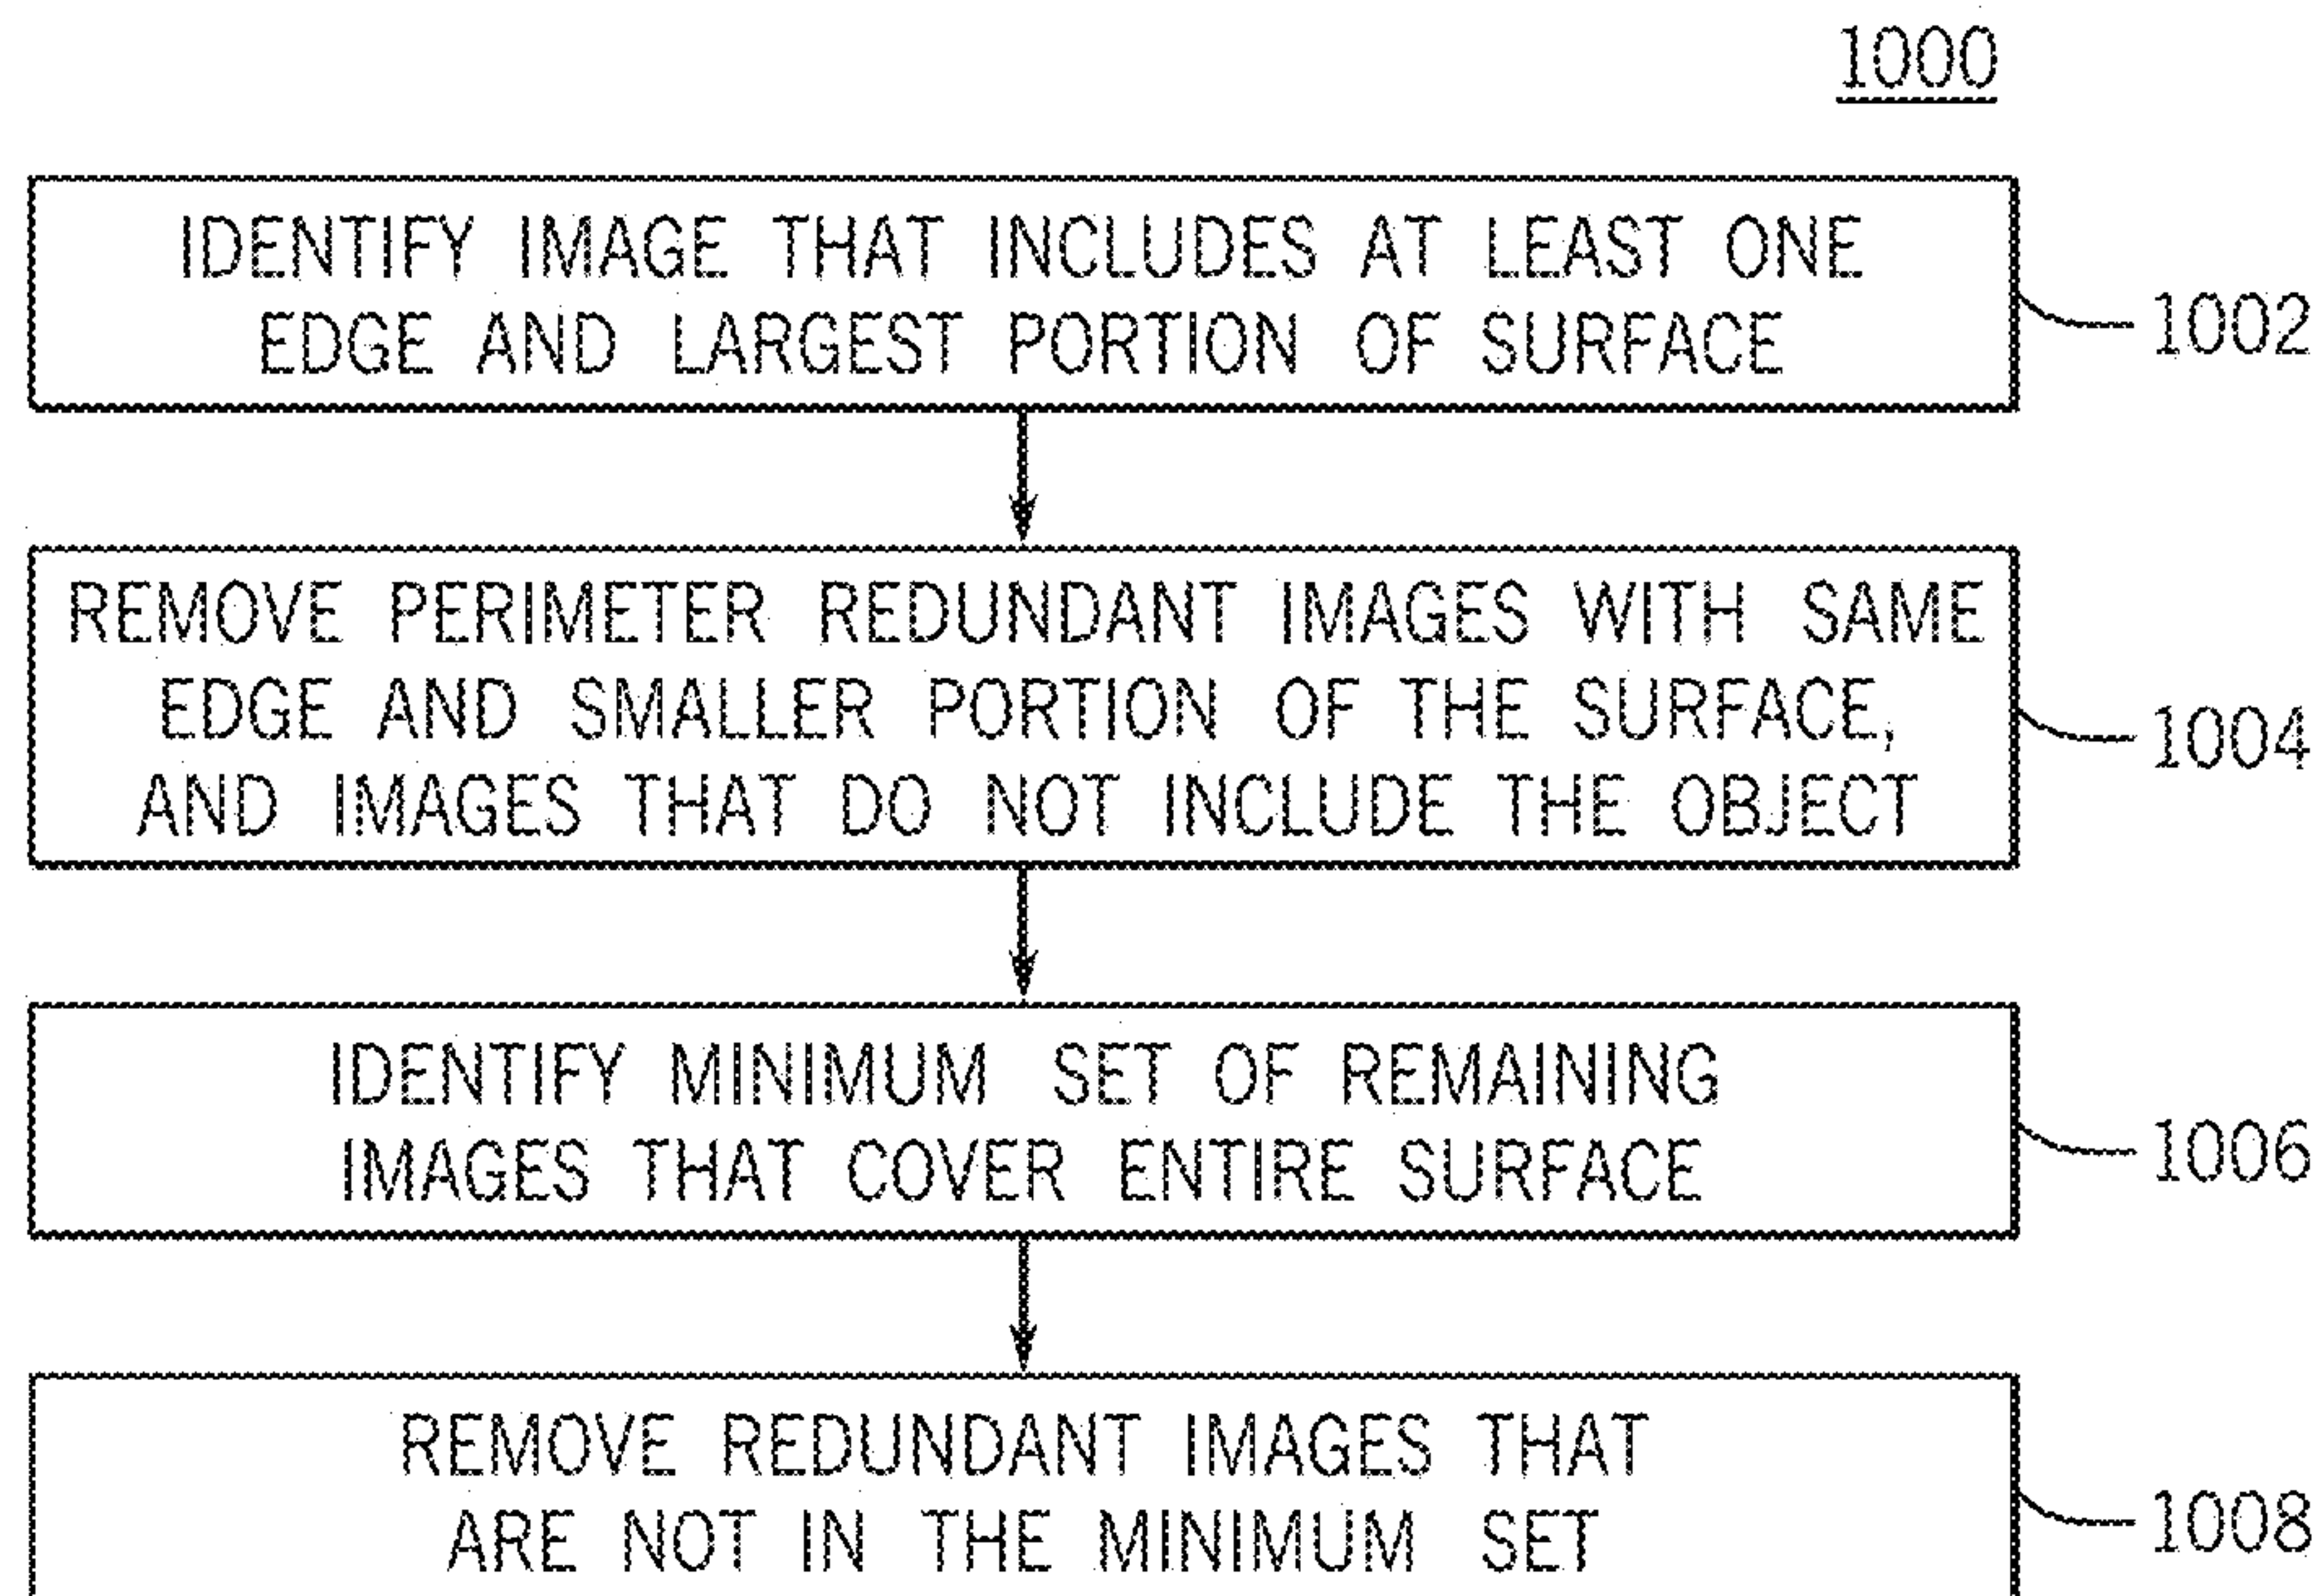 1000
IDENTIFY IMAGE THAT INCLUDES AT LEAST ONE
EDGE AND LARGEST PORTION OF SURFACE
1002
REMOVE PERIMETER REDUNDANT IMAGES WITH SAME
EDGE AND SMALLER PORTION OF THE SURFACE,
AND IMAGES THAT DO NOT INCLUDE THE OBJECT
1004
IDENTIFY MINIMUM SET OF REMAINING
IMAGES THAT COVER ENTIRE SURFACE
1006
REMOVE REDUNDANT IMAGES THAT
ARE NOT IN THE MINIMUM SET
1008